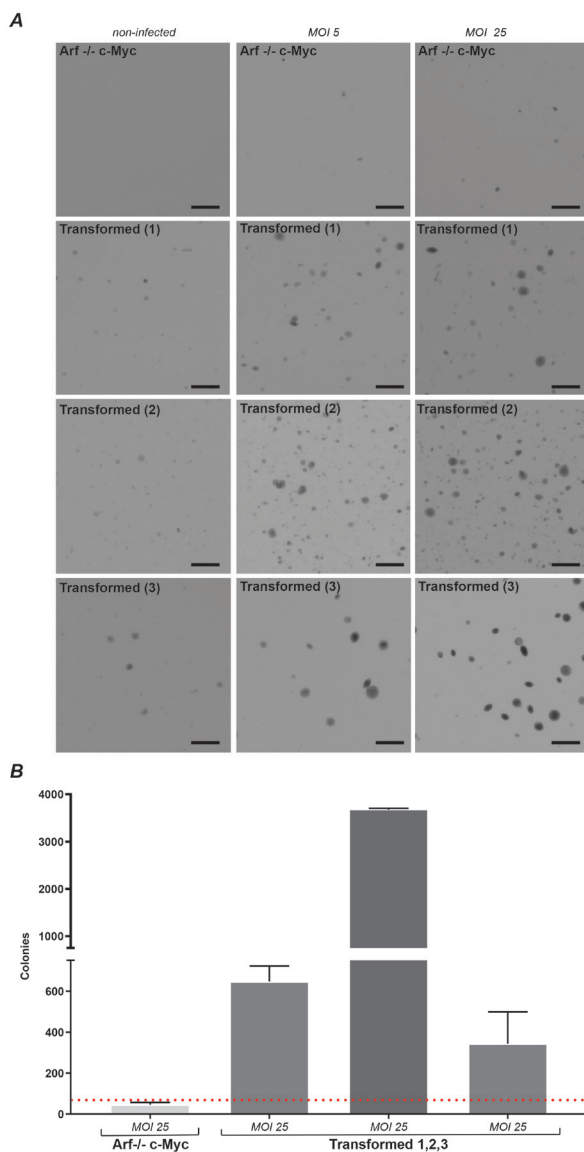 A
non-infected MOI 5 MOI 25
Arf -/- c-Myc Arf -/- c-Myc Arf -/- c-Myc
Transformed (1) Transformed (1) Transformed (1)
Transformed (2) Transformed (2) Transformed (2)
Transformed (3) Transformed (3) Transformed (3)
B
4000
3000
2000
1000
Colonies
600
400
200
0
MOI 25 MOI 25 MOI 25 MOI 25
Arf-/- c-Myc Transformed 1,2,3